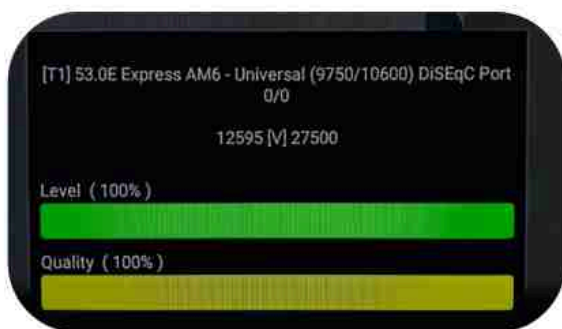 [T1] 53.0E Express AM6 - Universal (9750/10600) DiSEqC Port
0/0
12595 [V] 27500
Level ( 100% )
Quality ( 100% )